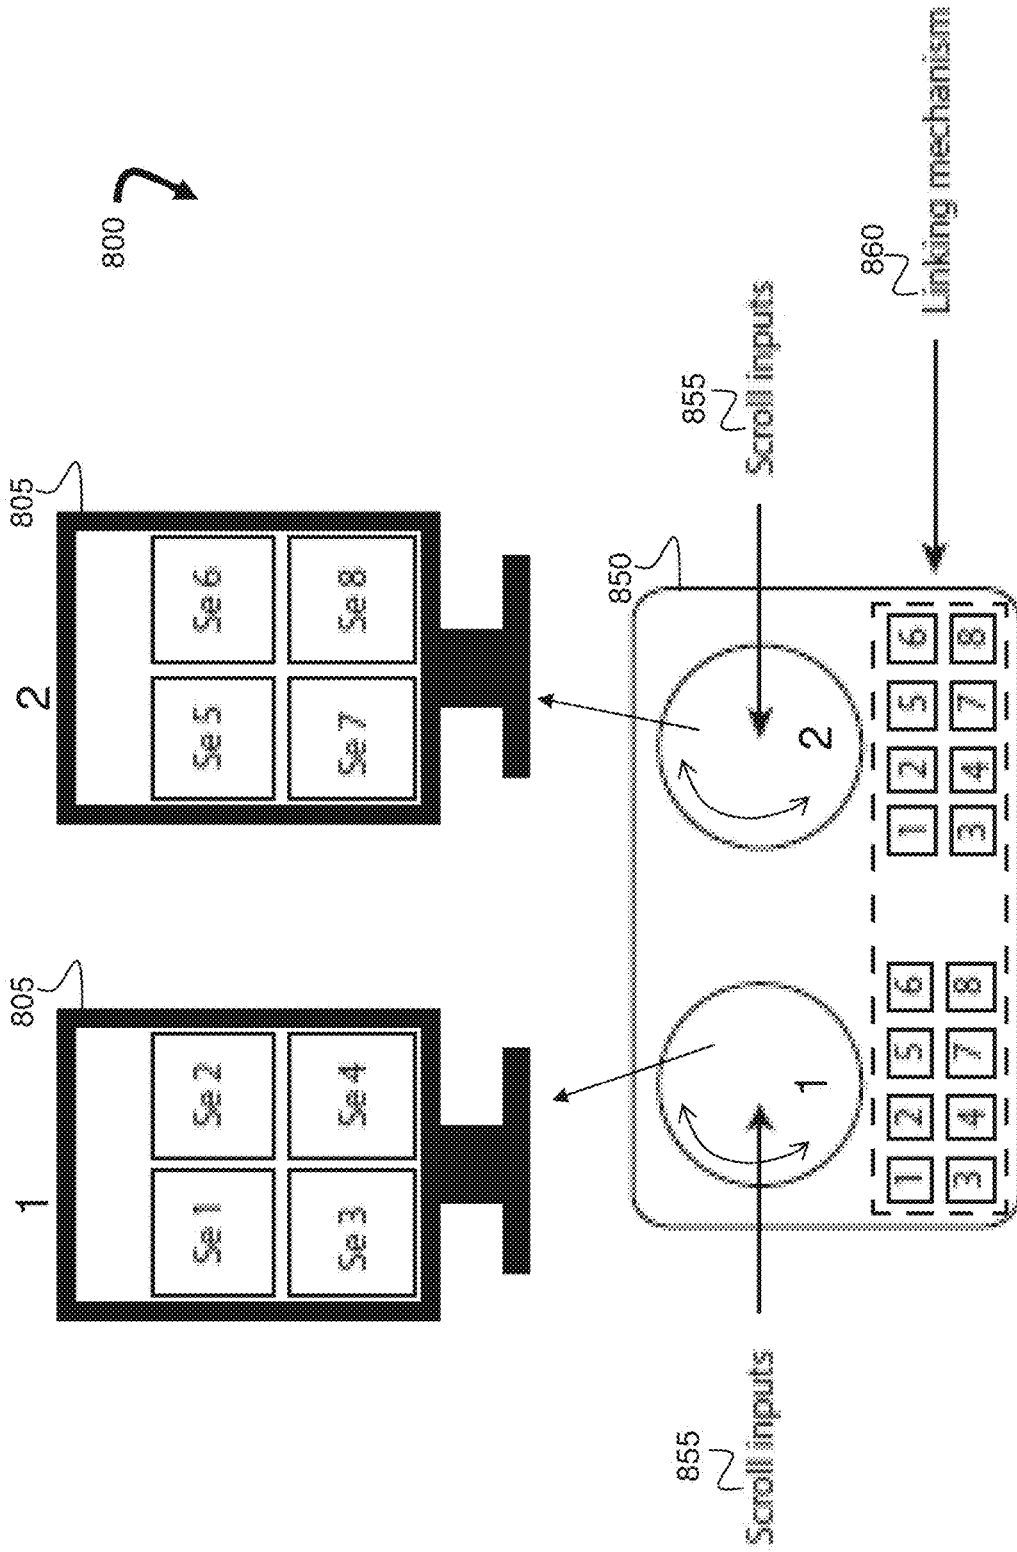 800
1
2
805
805
Se 1
Se 2
Se 5
Se 6
Se 3
Se 4
Se 7
Se 8
850
855
Scroll inputs
855
Scroll inputs
1
2
860
Linking mechanism
1 2 5 6
1 2 5 6
3 4 7 8
3 4 7 8